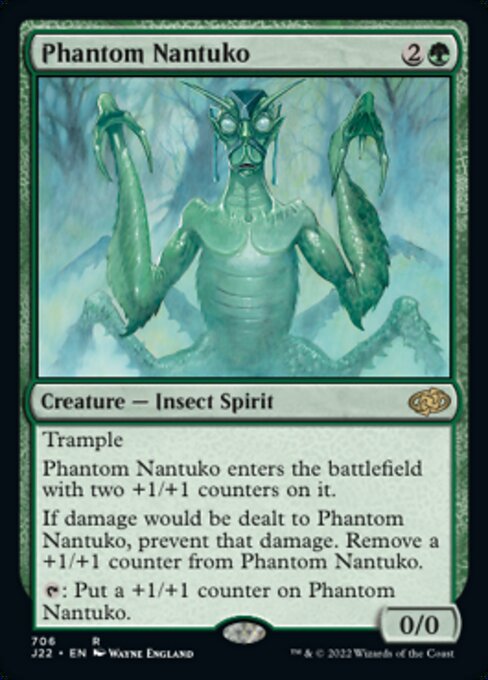 Phantom Nantuko 2
Creature — Insect Spirit
Trample
Phantom Nantuko enters the battlefield
with two +1/+1 counters on it.
If damage would be dealt to Phantom
Nantuko, prevent that damage. Remove a
+1/+1 counter from Phantom Nantuko.
: Put a +1/+1 counter on Phantom
Nantuko.
0/0
706 R
J22 • EN Wayne England
™ & © 2022 Wizards of the Coast